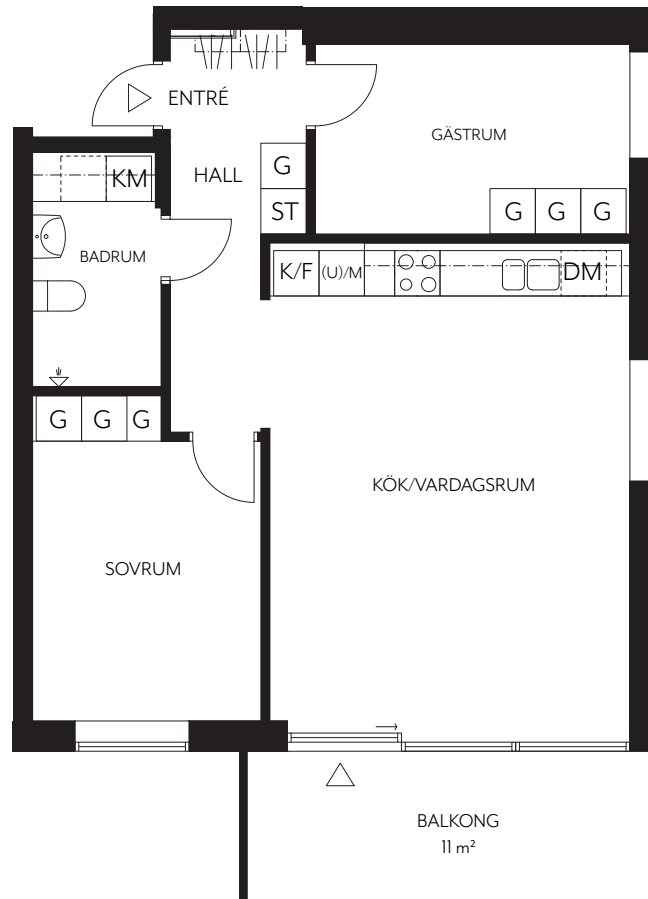 ENTRÉ
GÄSTRUM
HALL
G
ST
G G G
KM
BADRUM
K/F (U)/M DM
G G G
KÖK/VARDAGSRUM
SOVRUM
BALKONG
11 m²